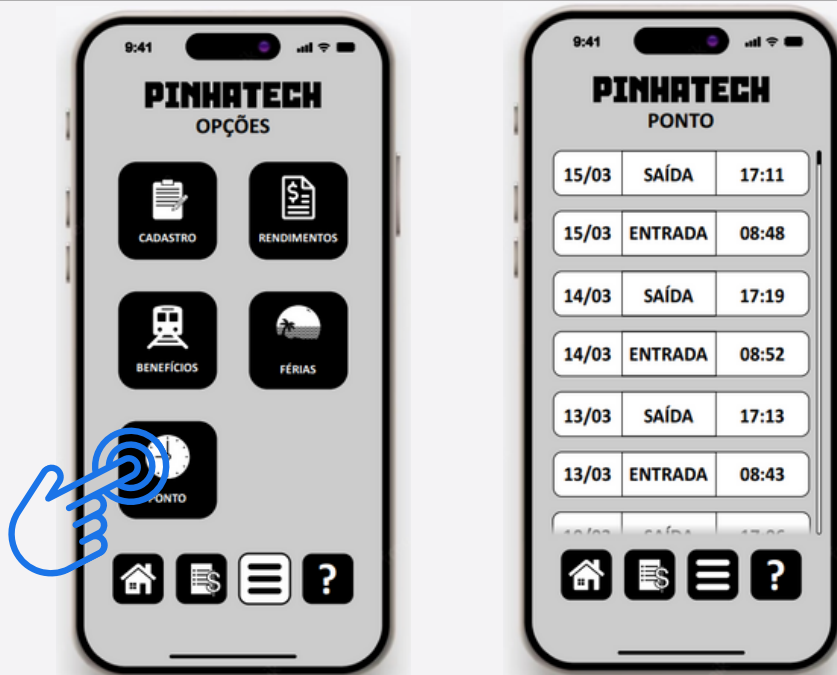 9:41
PINHATECH
OPÇÕES
CADASTRO
RENDIMENTOS
BENEFÍCIOS
FÉRIAS
PONTO
$
?
9:41
PINHATECH
PONTO
15/03 SAÍDA 17:11
15/03 ENTRADA 08:48
14/03 SAÍDA 17:19
14/03 ENTRADA 08:52
13/03 SAÍDA 17:13
13/03 ENTRADA 08:43
$
?